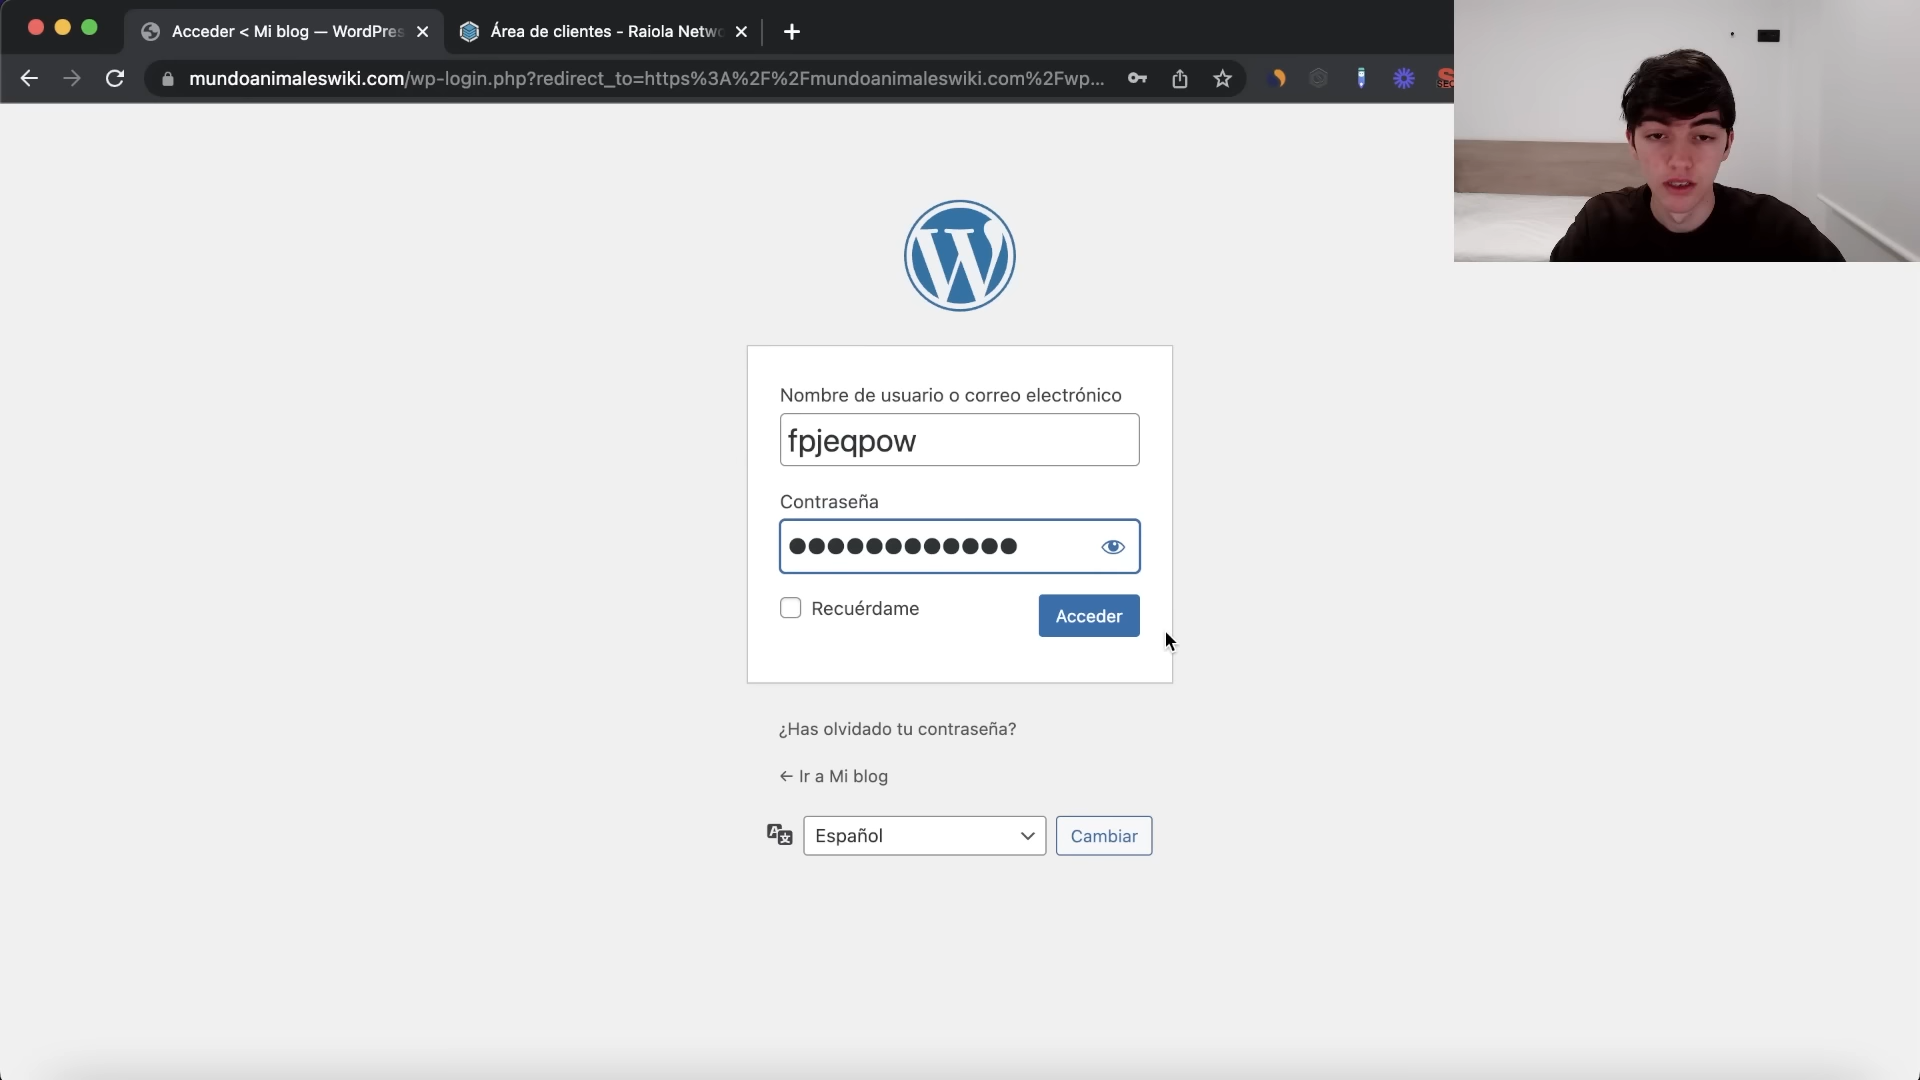 Acceder < Mi blog — WordPres
Área de clientes - Raiola Netwo
mundoanimaleswiki.com/wp-login.php?redirect_to=https%3A%2F%2Fmundoanimaleswiki.com%2Fwp...
SEO
Nombre de usuario o correo electrónico
fpjeqpow
Contraseña
Recuérdame
Acceder
¿Has olvidado tu contraseña?
← Ir a Mi blog
Español
Cambiar